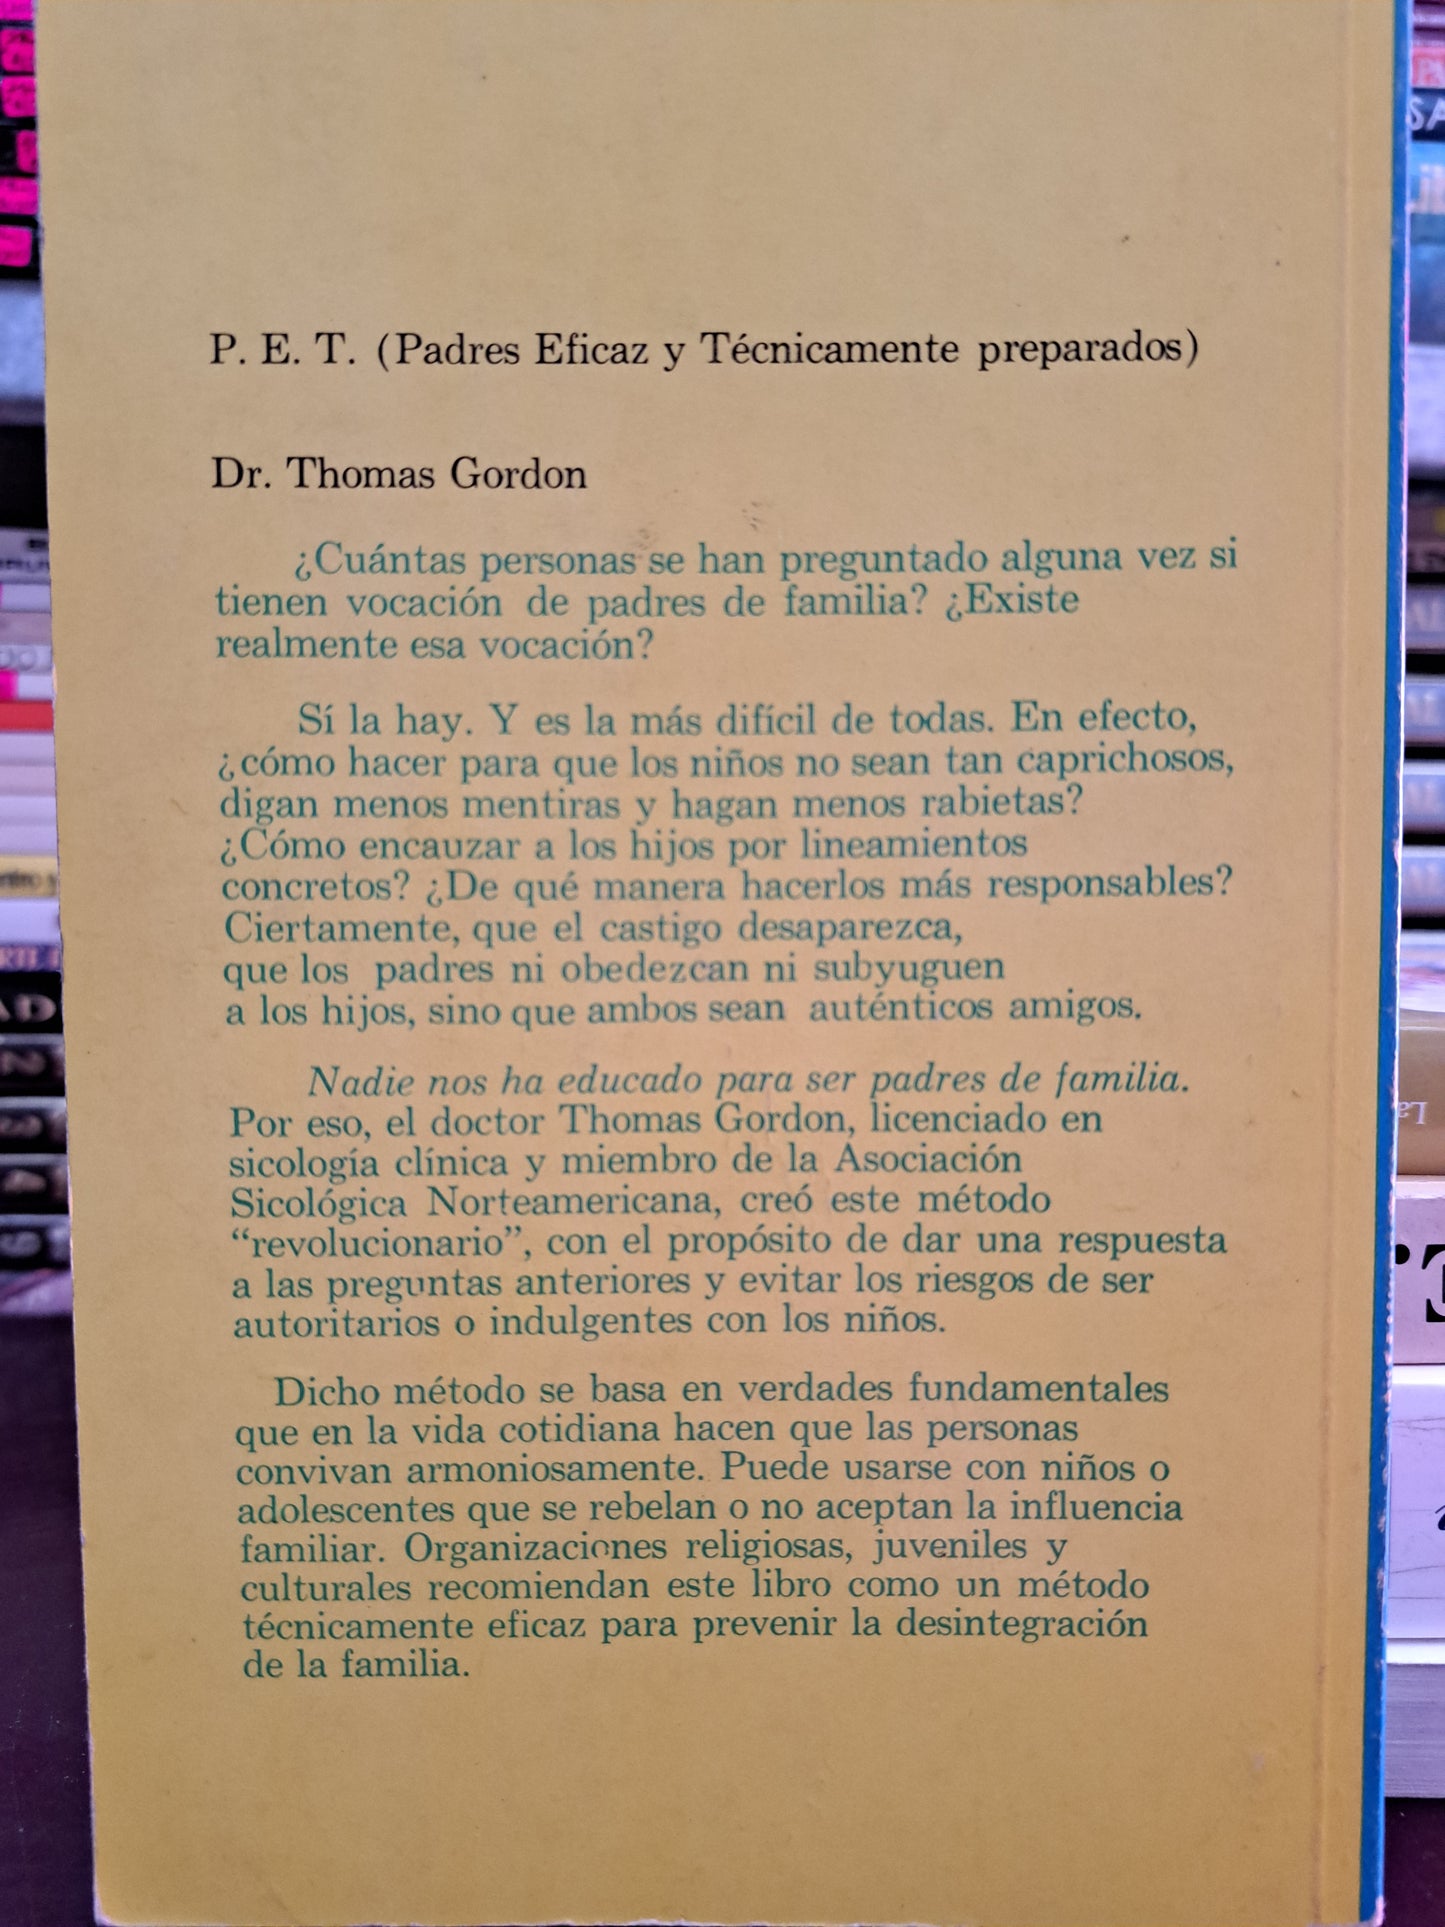 P. E. T. (Padres Eficaz y Técnicamente preparados)
Dr. Thomas Gordon
¿Cuántas personas se han preguntado alguna vez si
tienen vocación de padres de familia? ¿Existe
realmente esa vocación?
Sí la hay. Y es la más difícil de todas. En efecto,
¿cómo hacer para que los niños no sean tan caprichosos,
digan menos mentiras y hagan menos rabietas?
¿Cómo encauzar a los hijos por lineamientos
concretos? ¿De qué manera hacerlos más responsables?
Ciertamente, que el castigo desaparezca,
que los padres ni obedezcan ni subyuguen
a los hijos, sino que ambos sean auténticos amigos.
Nadie nos ha educado para ser padres de familia.
Por eso, el doctor Thomas Gordon, licenciado en
sicología clínica y miembro de la Asociación
Sicológica Norteamericana, creó este método
“revolucionario”, con el propósito de dar una respuesta
a las preguntas anteriores y evitar los riesgos de ser
autoritarios o indulgentes con los niños.
Dicho método se basa en verdades fundamentales
que en la vida cotidiana hacen que las personas
convivan armoniosamente. Puede usarse con niños o
adolescentes que se rebelan o no aceptan la influencia
familiar. Organizaciones religiosas, juveniles y
culturales recomiendan este libro como un método
técnicamente eficaz para prevenir la desintegración
de la familia.